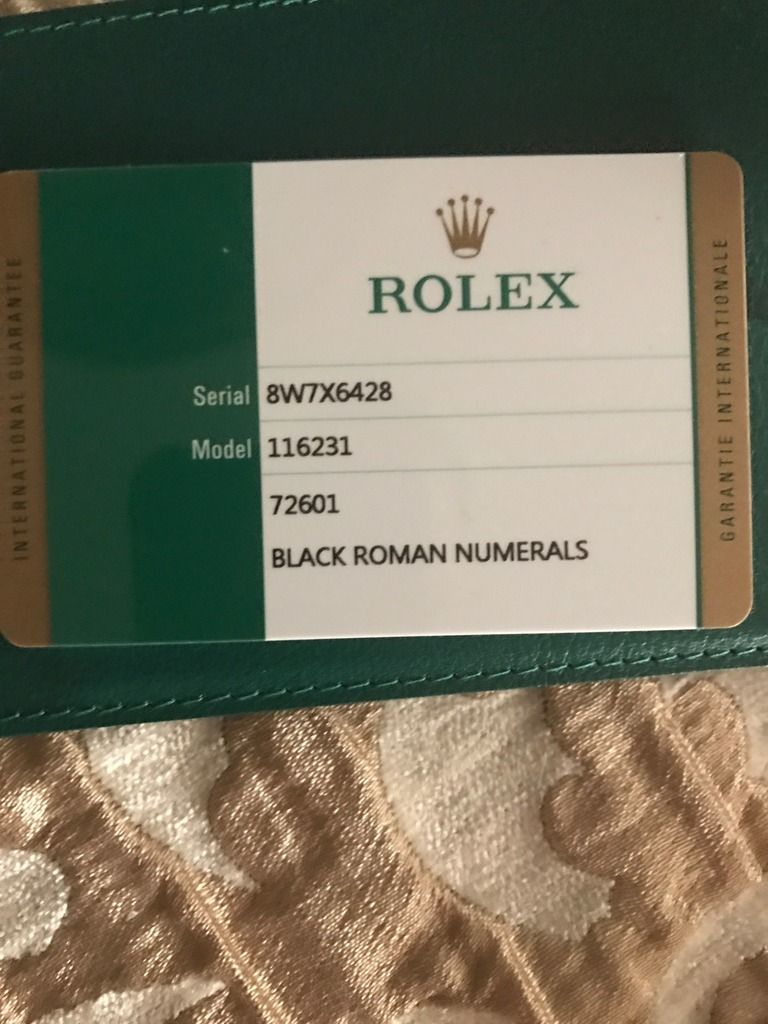 INTERNATIONAL GUARANTEE
ROLEX
Serial 8W7X6428
Model 116231
72601
BLACK ROMAN NUMERALS
GARANTIE INTERNATIONALE